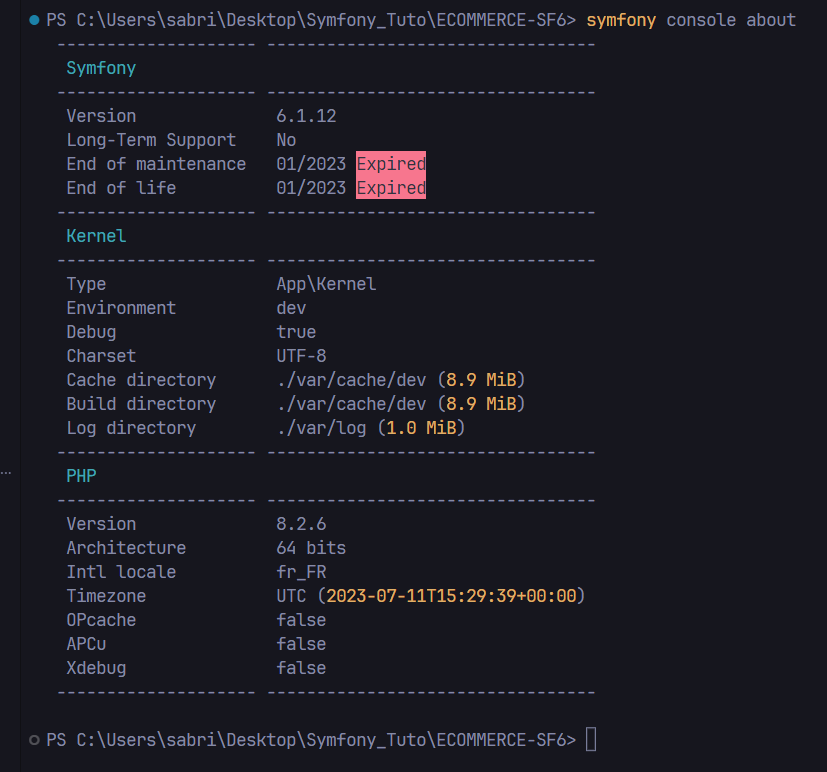 PS C:\Users\sabri\Desktop\Symfony_Tuto\ECOMMERCE-SF6> symfony console about
-------------------- ---------------------------------
Symfony
-------------------- ---------------------------------
Version 6.1.12
Long-Term Support No
End of maintenance 01/2023 Expired
End of life 01/2023 Expired
-------------------- ---------------------------------
Kernel
-------------------- ---------------------------------
Type App\Kernel
Environment dev
Debug true
Charset UTF-8
Cache directory ./var/cache/dev (8.9 MiB)
Build directory ./var/cache/dev (8.9 MiB)
Log directory ./var/log (1.0 MiB)
-------------------- ---------------------------------
PHP
-------------------- ---------------------------------
Version 8.2.6
Architecture 64 bits
Intl locale fr_FR
Timezone UTC (2023-07-11T15:29:39+00:00)
OPcache false
APCu false
Xdebug false
-------------------- ---------------------------------
PS C:\Users\sabri\Desktop\Symfony_Tuto\ECOMMERCE-SF6>